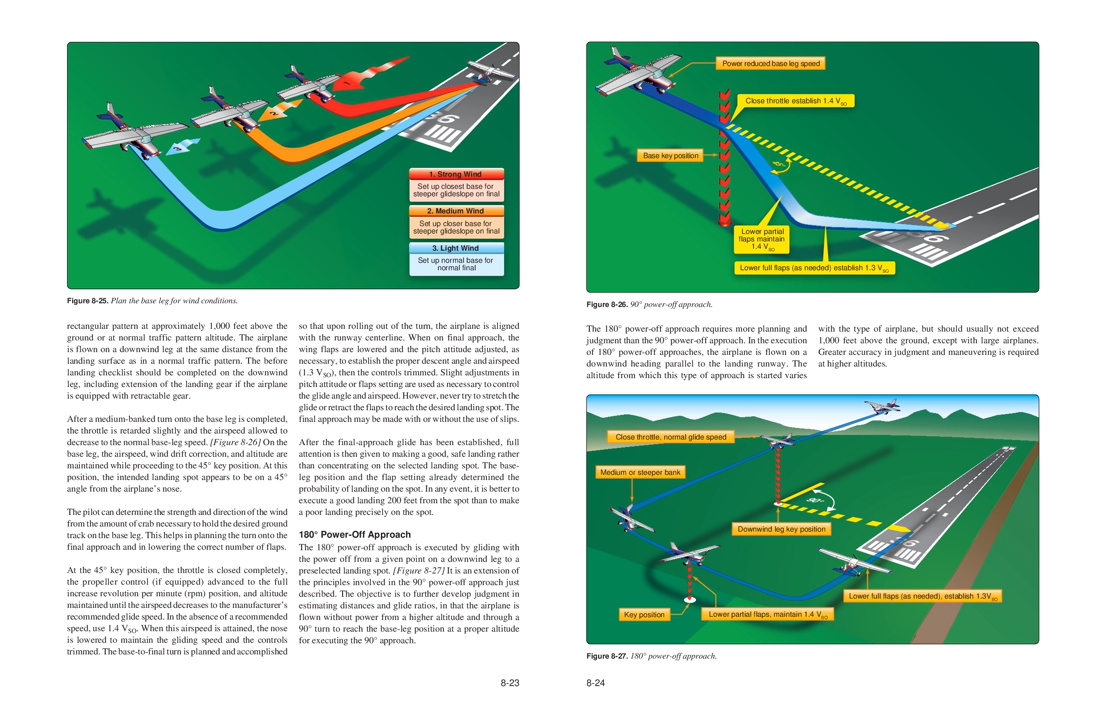 1
2
3
6
1. Strong Wind
Set up closest base for
steeper glideslope on final
2. Medium Wind
Set up closer base for
steeper glideslope on final
3. Light Wind
Set up normal base for
normal final
Figure 8-25. Plan the base leg for wind conditions.
rectangular pattern at approximately 1,000 feet above the
ground or at normal traffic pattern altitude. The airplane
is flown on a downwind leg at the same distance from the
landing surface as in a normal traffic pattern. The before
landing checklist should be completed on the downwind
leg, including extension of the landing gear if the airplane
is equipped with retractable gear.
After a medium-banked turn onto the base leg is completed,
the throttle is retarded slightly and the airspeed allowed to
decrease to the normal base-leg speed. [Figure 8-26] On the
base leg, the airspeed, wind drift correction, and altitude are
maintained while proceeding to the 45° key position. At this
position, the intended landing spot appears to be on a 45°
angle from the airplane's nose.
The pilot can determine the strength and direction of the wind
from the amount of crab necessary to hold the desired ground
track on the base leg. This helps in planning the turn onto the
final approach and in lowering the correct number of flaps.
At the 45° key position, the throttle is closed completely,
the propeller control (if equipped) advanced to the full
increase revolution per minute (rpm) position, and altitude
maintained until the airspeed decreases to the manufacturer's
recommended glide speed. In the absence of a recommended
speed, use 1.4 VSO. When this airspeed is attained, the nose
is lowered to maintain the gliding speed and the controls
trimmed. The base-to-final turn is planned and accomplished
so that upon rolling out of the turn, the airplane is aligned
with the runway centerline. When on final approach, the
wing flaps are lowered and the pitch attitude adjusted, as
necessary, to establish the proper descent angle and airspeed
(1.3 VSO), then the controls trimmed. Slight adjustments in
pitch attitude or flaps setting are used as necessary to control
the glide angle and airspeed. However, never try to stretch the
glide or retract the flaps to reach the desired landing spot. The
final approach may be made with or without the use of slips.
After the final-approach glide has been established, full
attention is then given to making a good, safe landing rather
than concentrating on the selected landing spot. The base-
leg position and the flap setting already determined the
probability of landing on the spot. In any event, it is better to
execute a good landing 200 feet from the spot than to make
a poor landing precisely on the spot.
180° Power-Off Approach
The 180° power-off approach is executed by gliding with
the power off from a given point on a downwind leg to a
preselected landing spot. [Figure 8-27] It is an extension of
the principles involved in the 90° power-off approach just
described. The objective is to further develop judgment in
estimating distances and glide ratios, in that the airplane is
flown without power from a higher altitude and through a
90° turn to reach the base-leg position at a proper altitude
for executing the 90° approach.
8-23
Power reduced base leg speed
Close throttle establish 1.4 VSO
Base key position
45°
Lower partial
flaps maintain
1.4 VSO
Lower full flaps (as needed) establish 1.3 VSO
Figure 8-26. 90° power-off approach.
The 180° power-off approach requires more planning and
judgment than the 90° power-off approach. In the execution
of 180° power-off approaches, the airplane is flown on a
downwind heading parallel to the landing runway. The
altitude from which this type of approach is started varies
with the type of airplane, but should usually not exceed
1,000 feet above the ground, except with large airplanes.
Greater accuracy in judgment and maneuvering is required
at higher altitudes.
Close throttle, normal glide speed
Medium or steeper bank
90°
Downwind leg key position
Lower full flaps (as needed), establish 1.3VSO
Key position
Lower partial flaps, maintain 1.4 VSO
Figure 8-27. 180° power-off approach.
8-24